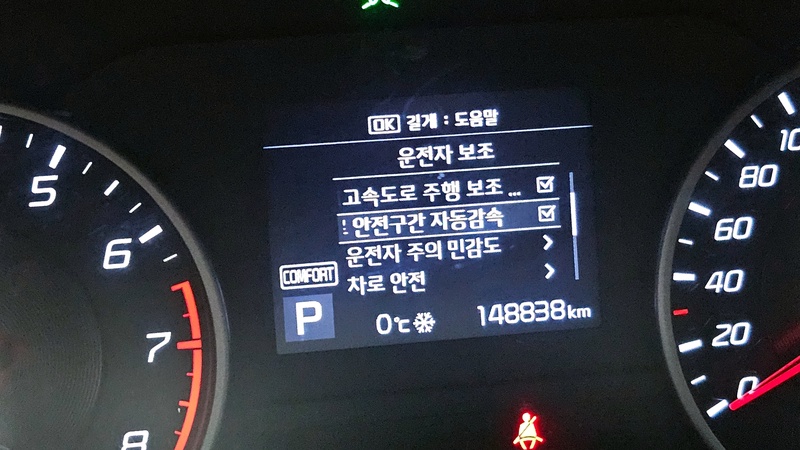 OK 길게 : 도움말
운전자 보조
고속도로 주행 보조 ...
안전구간 자동감속
운전자 주의 민감도
차로 안전
COMFORT
P
0℃
148838km
5
6
7
8
80
60
40
20
0